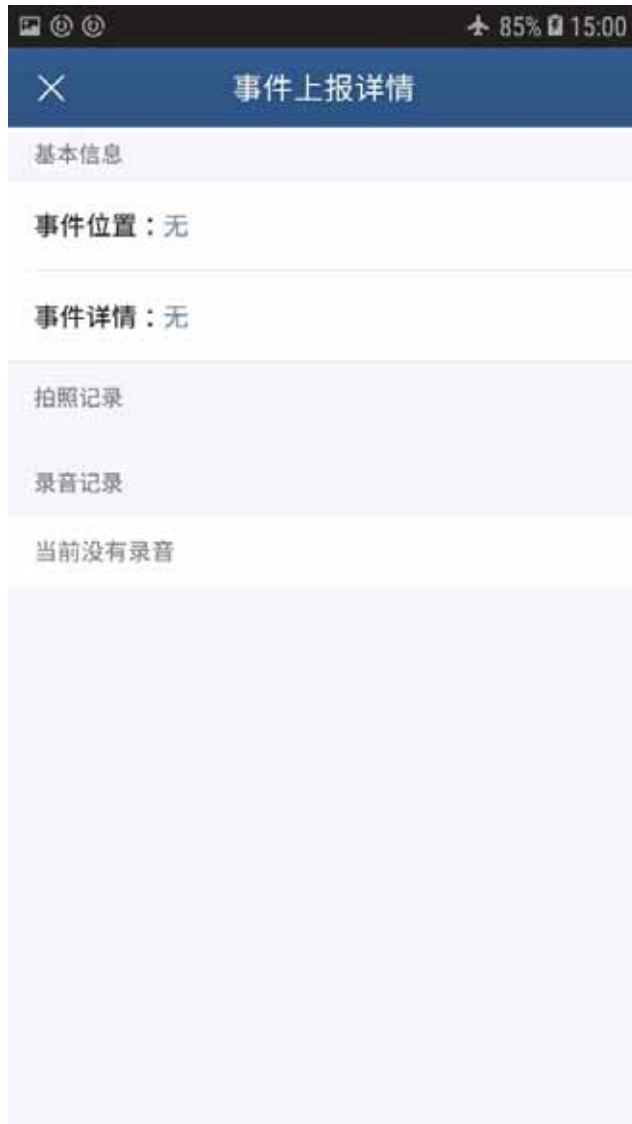 85% 15:00
事件上报详情
基本信息
事件位置：无
事件详情：无
拍照记录
录音记录
当前没有录音